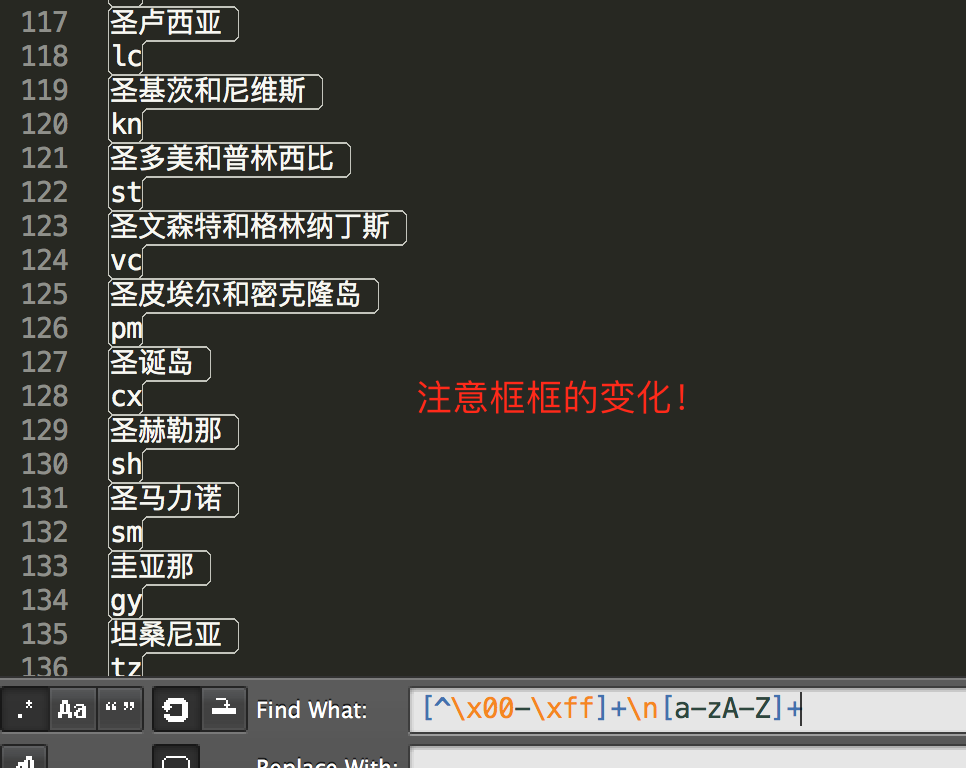 117 圣卢西亚
118 lc
119 圣基茨和尼维斯
120 kn
121 圣多美和普林西比
122 st
123 圣文森特和格林纳丁斯
124 vc
125 圣皮埃尔和密克隆岛
126 pm
127 圣诞岛
128 cx
注意框框的变化!
129 圣赫勒那
130 sh
131 圣马力诺
132 sm
133 圭亚那
134 gy
135 坦桑尼亚
136 tz
.* Aa “” Find What: [^\x00-\xff]+\n[a-zA-Z]+
Replace With: